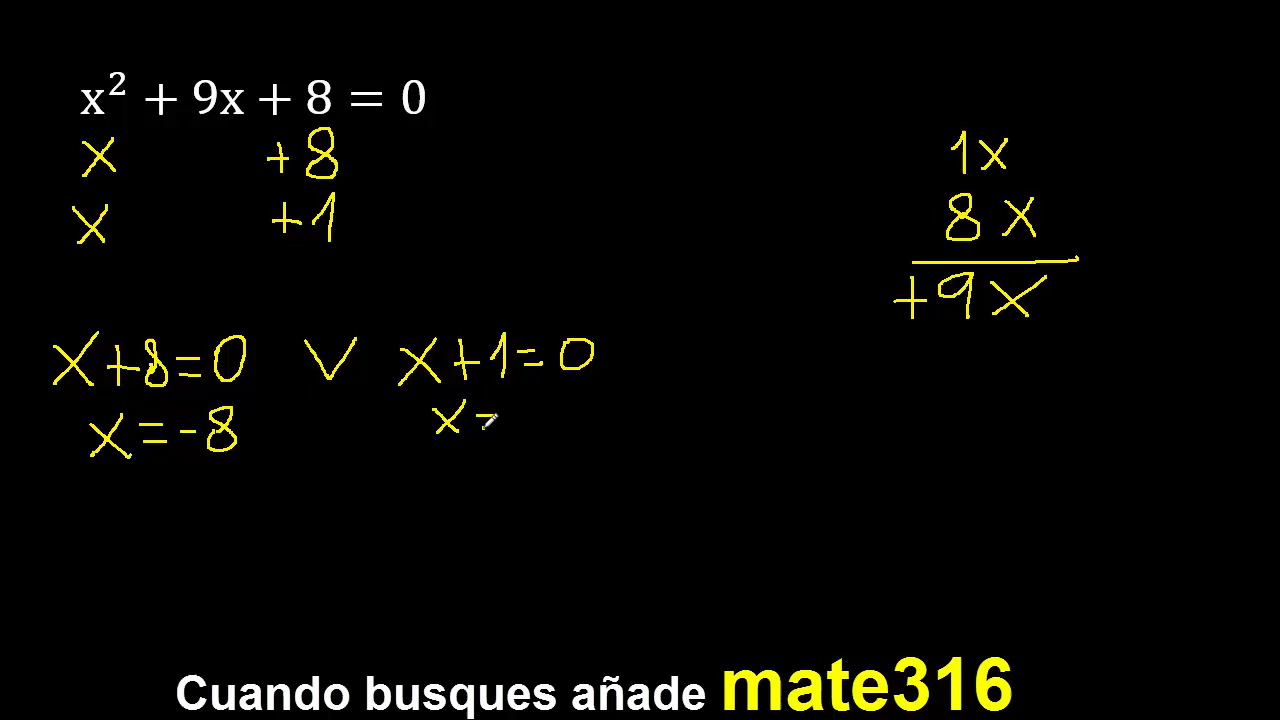 x² + 9x + 8 = 0
x +8
x +1
1x
8x
+9x
x+8=0 ∨ x+1=0
x=-8 x=
Cuando busques añade mate316